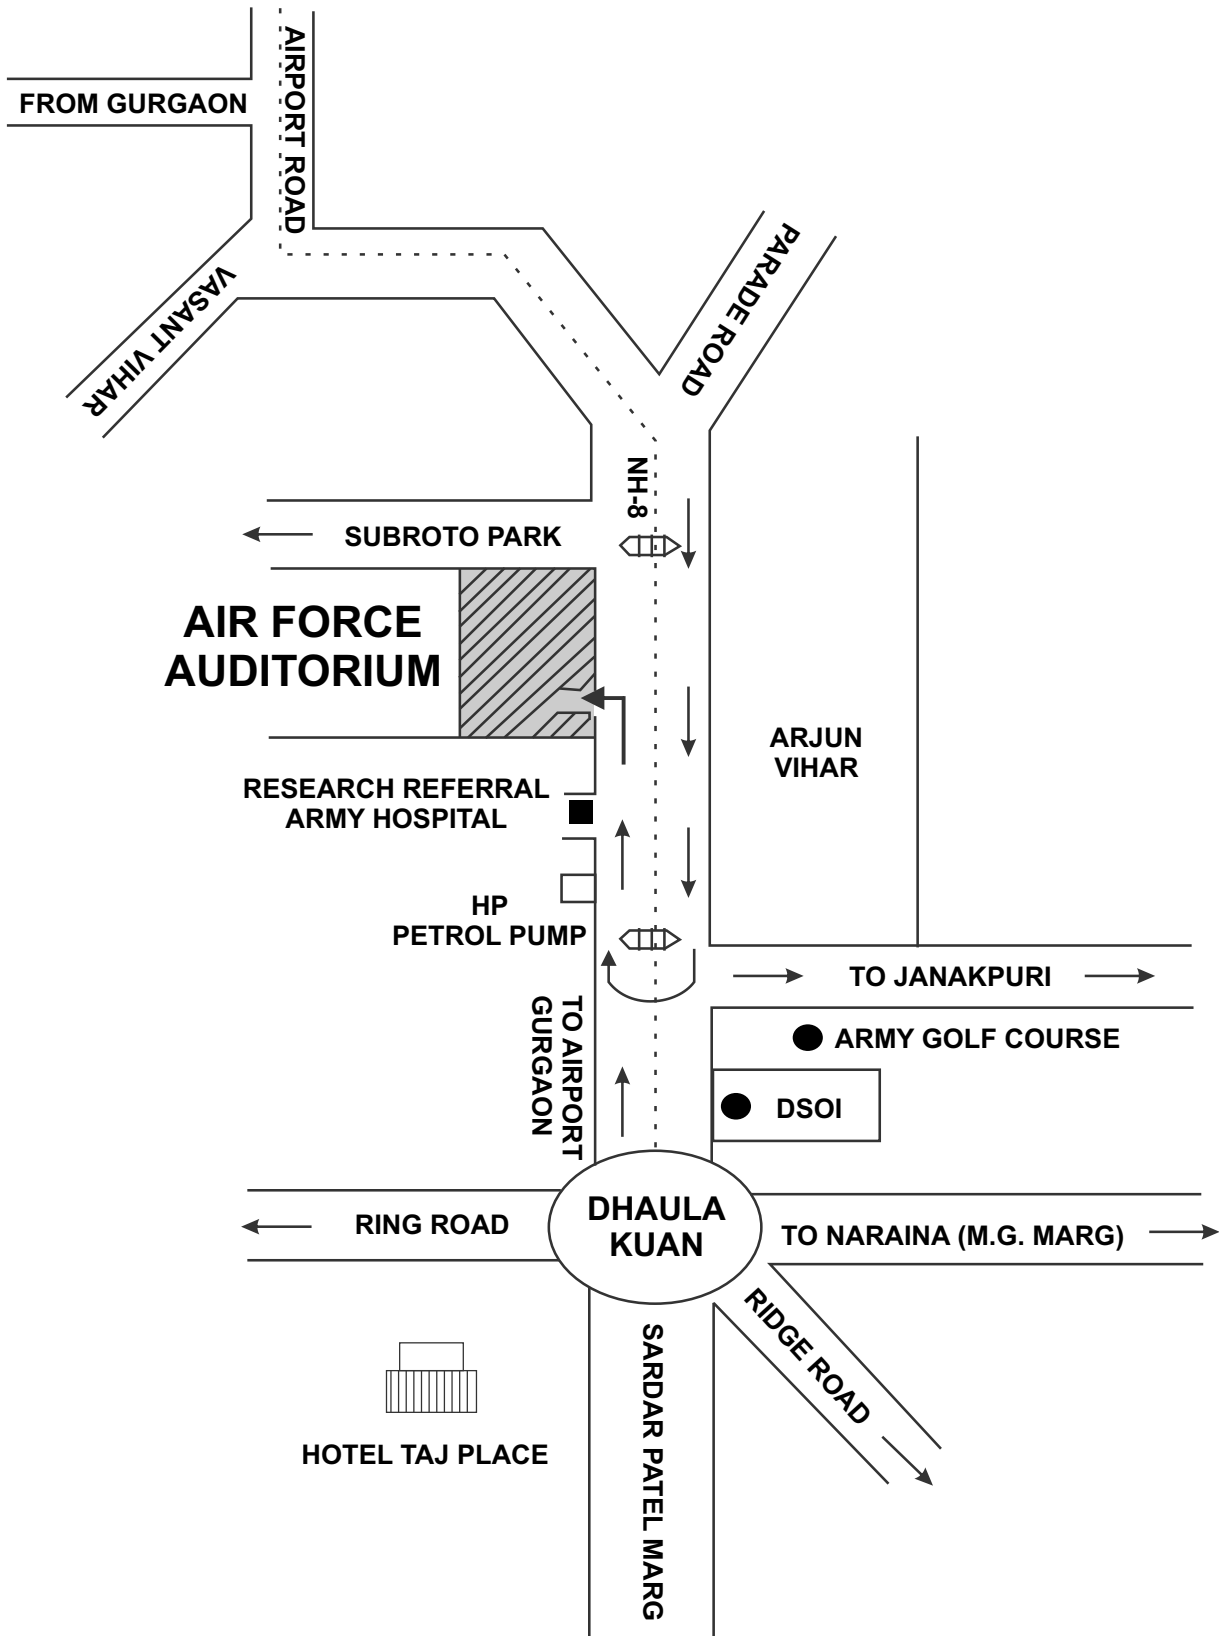 AIRPORT ROAD
FROM GURGAON
VASANT VIHAR
PARADE ROAD
NH-8
SUBROTO PARK
AIR FORCE
AUDITORIUM
ARJUN
VIHAR
RESEARCH REFERRAL
ARMY HOSPITAL
HP
PETROL PUMP
TO JANAKPURI
TO AIRPORT
GURGAON
ARMY GOLF COURSE
DSOI
RING ROAD
DHAULA
KUAN
TO NARAINA (M.G. MARG)
RIDGE ROAD
SARDAR PATEL MARG
HOTEL TAJ PLACE